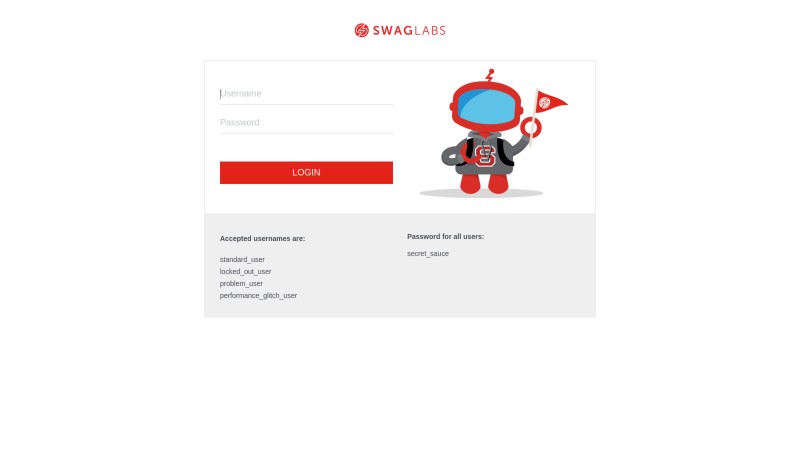 SWAGLABS
Username
Password
LOGIN
Accepted usernames are:
standard_user
locked_out_user
problem_user
performance_glitch_user
Password for all users:
secret_sauce